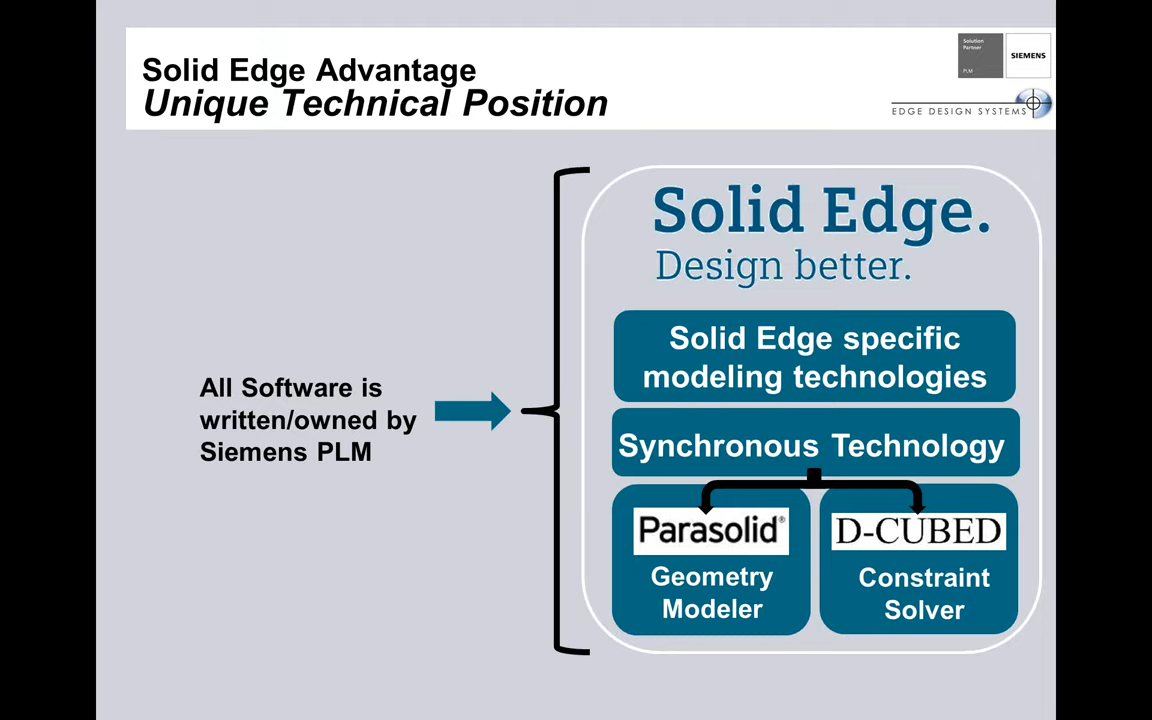 Solid Edge Advantage
Unique Technical Position
Solution
Partner
PLM
SIEMENS
EDGE DESIGN SYSTEMS
Solid Edge.
Design better.
Solid Edge specific
modeling technologies
All Software is
written/owned by
Siemens PLM
Synchronous Technology
Parasolid®
Geometry
Modeler
D-CUBED
Constraint
Solver